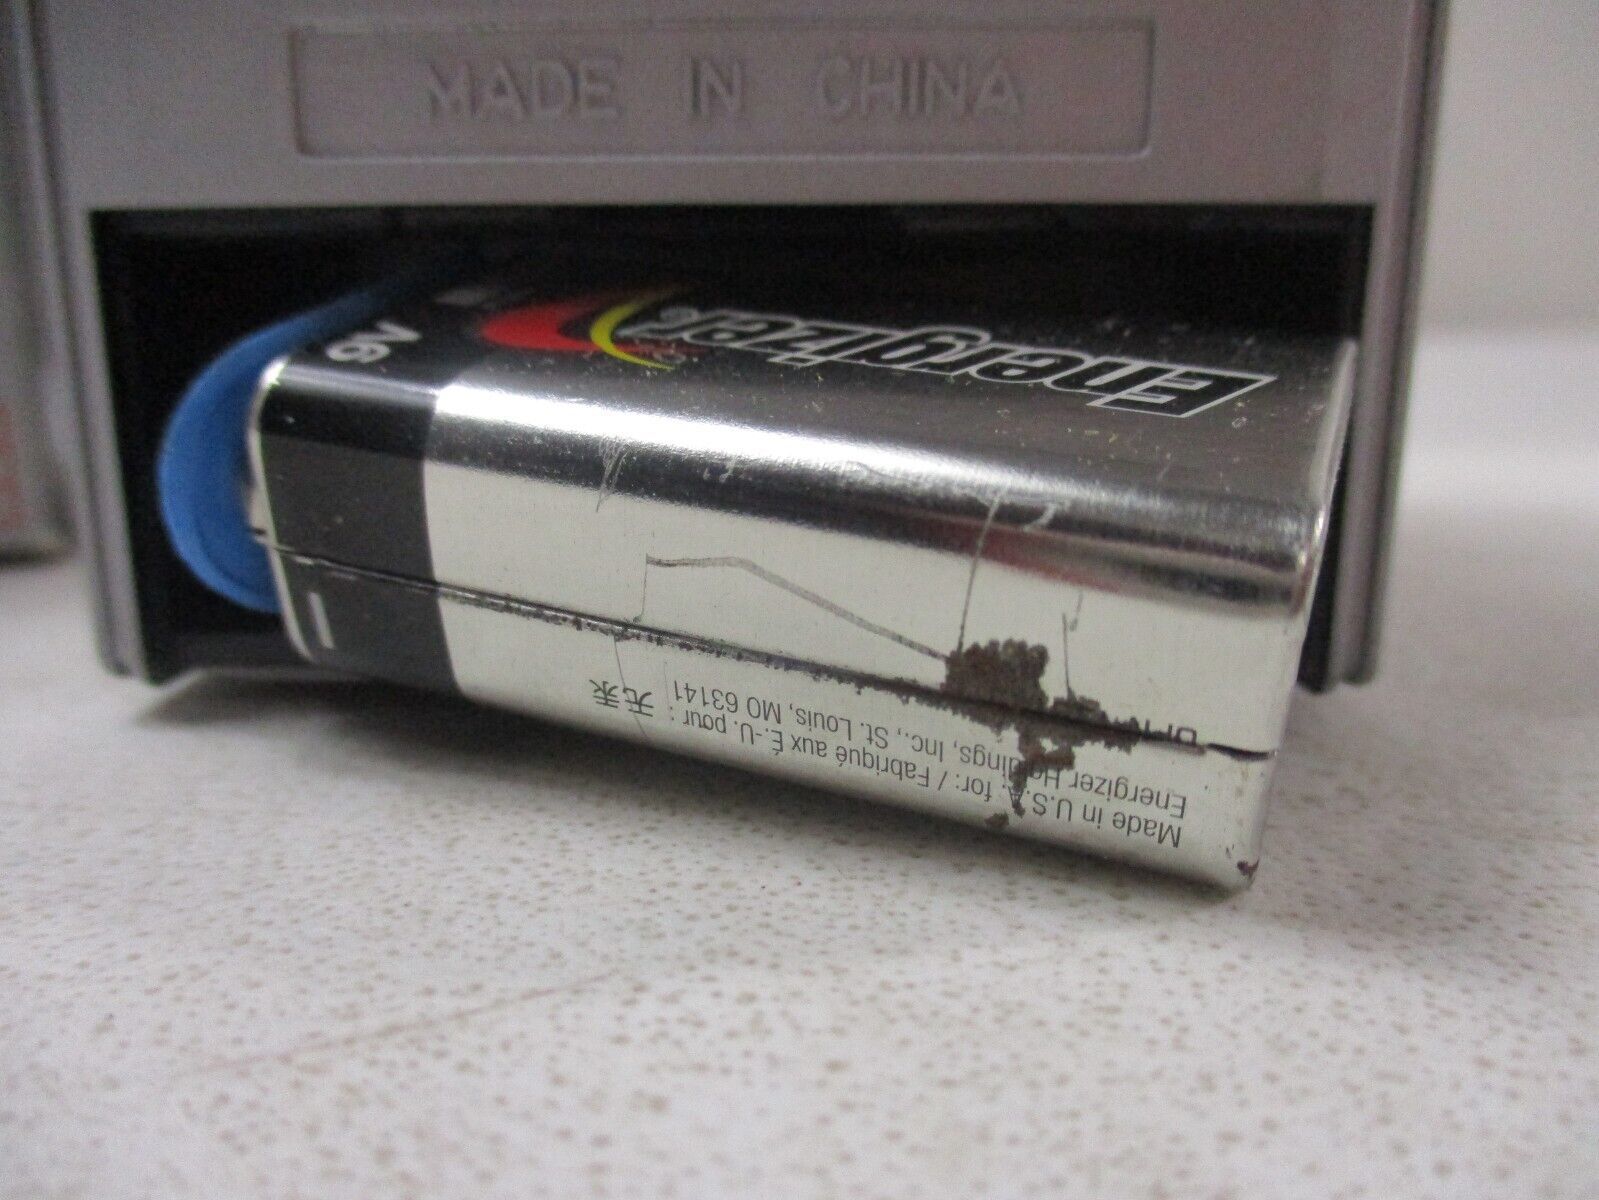 MADE IN CHINA
Energizer
9V
Made in U.S.A. for: / Fabriqué aux É.-U. pour :
Energizer Holdings, Inc., St. Louis, MO 63141 无汞